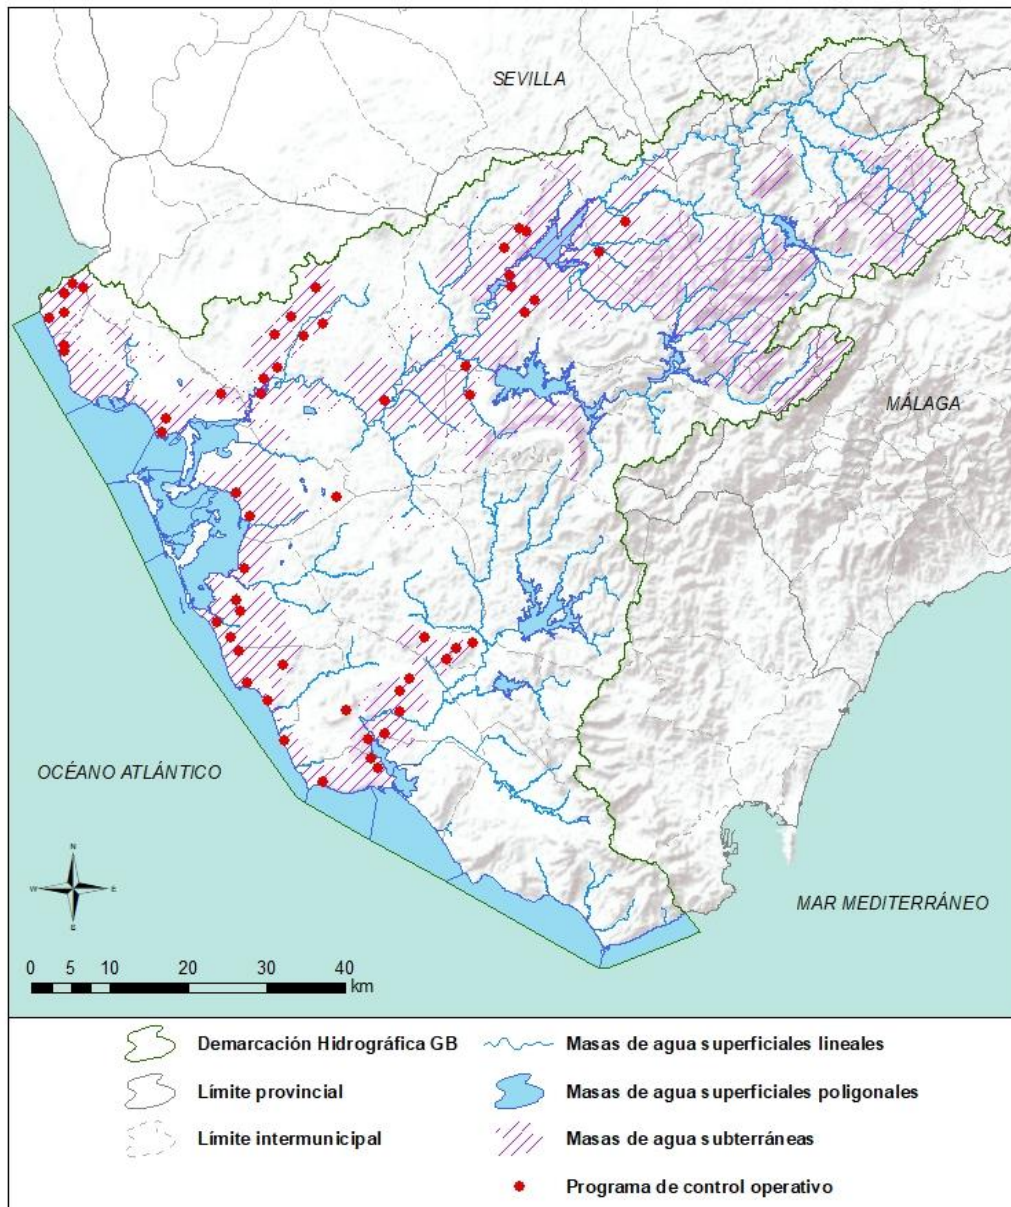 SEVILLA
MÁLAGA
OCÉANO ATLÁNTICO
MAR MEDITERRÁNEO
N
W E
S
0 5 10 20 30 40
km
Demarcación Hidrográfica GB
Masas de agua superficiales lineales
Límite provincial
Masas de agua superficiales poligonales
Límite intermunicipal
Masas de agua subterráneas
Programa de control operativo